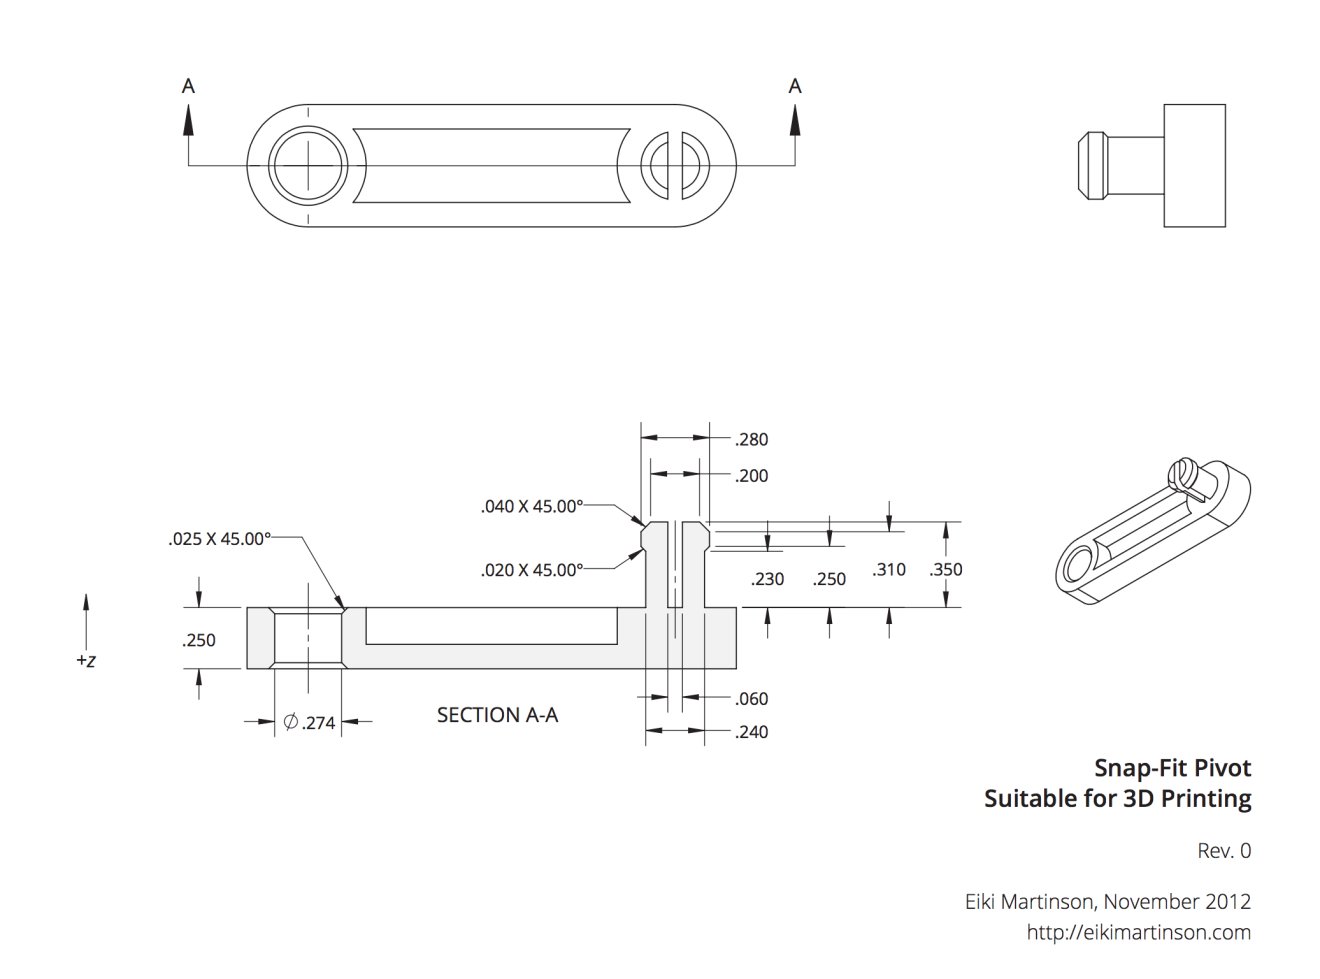 A
A
.280
.200
.040 X 45.00°
.025 X 45.00°
.020 X 45.00°
.230
.250
.310
.350
.250
+z
Ø .274
SECTION A-A
.060
.240
Snap-Fit Pivot
Suitable for 3D Printing
Rev. 0
Eiki Martinson, November 2012
http://eikimartinson.com